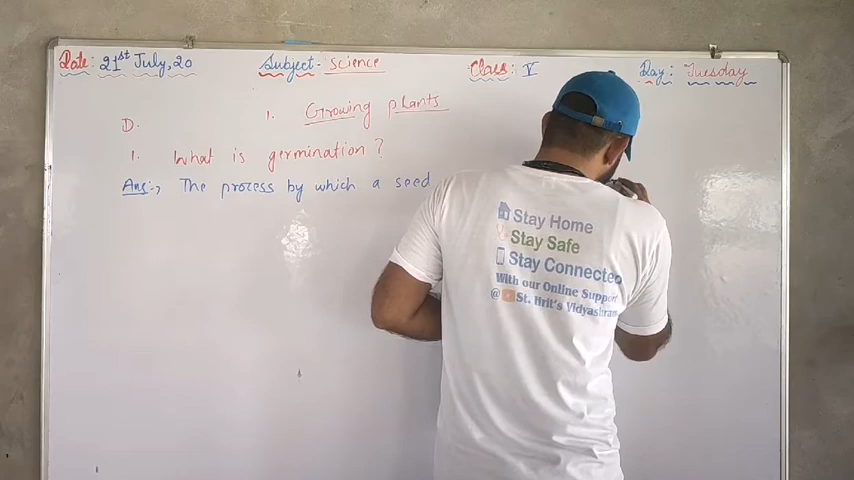 Date: 21st July, 20 Subject:- Science Class: V Day: Tuesday
1. Growing plants
D.
1. What is germination?
Ans:-, The process by which a seed
Stay Home
Stay Safe
Stay Connected
With our Online Support
@ St. Krit's Vidyashram